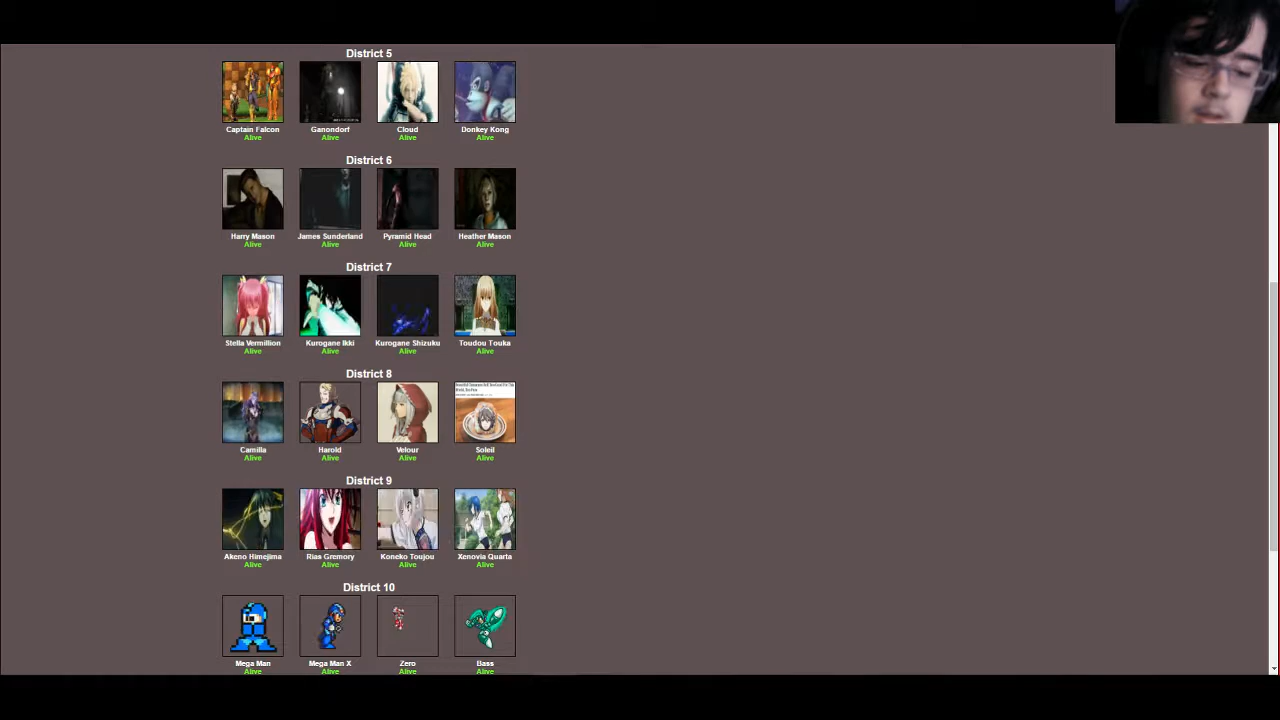 District 5
Captain Falcon Ganondorf Cloud Donkey Kong
Alive Alive Alive Alive
District 6
Harry Mason James Sunderland Pyramid Head Heather Mason
Alive Alive Alive Alive
District 7
Stella Vermillion Kurogane Ikki Kurogane Shizuku Toudou Touka
Alive Alive Alive Alive
District 8
Camilla Harold Velour Soleil
Alive Alive Alive Alive
District 9
Akeno Himejima Rias Gremory Koneko Toujou Xenovia Quarta
Alive Alive Alive Alive
District 10
Mega Man Mega Man X Zero Bass
Alive Alive Alive Alive